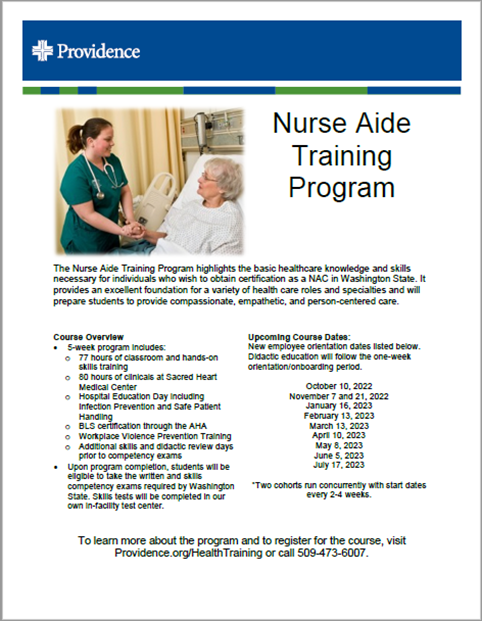 Providence
Nurse Aide
Training
Program
The Nurse Aide Training Program highlights the basic healthcare knowledge and skills
necessary for individuals who wish to obtain certification as a NAC in Washington State. It
provides an excellent foundation for a variety of health care roles and specialties and will
prepare students to provide compassionate, empathetic, and person-centered care.
Course Overview
• 5-week program includes:
o 77 hours of classroom and hands-on
skills training
o 80 hours of clinicals at Sacred Heart
Medical Center
o Hospital Education Day including
Infection Prevention and Safe Patient
Handling
o BLS certification through the AHA
o Workplace Violence Prevention Training
o Additional skills and didactic review days
prior to competency exams
• Upon program completion, students will be
eligible to take the written and skills
competency exams required by Washington
State. Skills tests will be completed in our
own in-facility test center.
Upcoming Course Dates:
New employee orientation dates listed below.
Didactic education will follow the one-week
orientation/onboarding period.
October 10, 2022
November 7 and 21, 2022
January 16, 2023
February 13, 2023
March 13, 2023
April 10, 2023
May 8, 2023
June 5, 2023
July 17, 2023
*Two cohorts run concurrently with start dates
every 2-4 weeks.
To learn more about the program and to register for the course, visit
Providence.org/HealthTraining or call 509-473-6007.